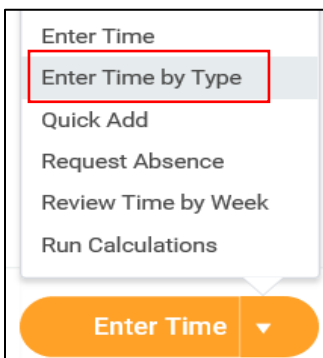 Enter Time
Enter Time by Type
Quick Add
Request Absence
Review Time by Week
Run Calculations
Enter Time